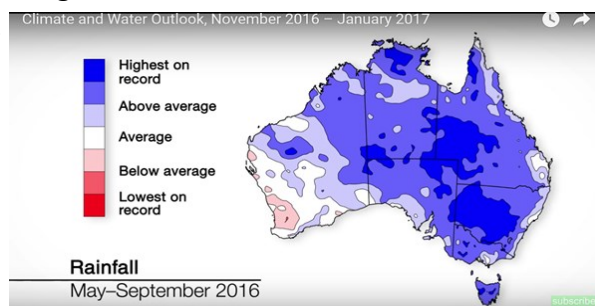 Climate and Water Outlook, November 2016 – January 2017
Highest on
record
Above average
Average
Below average
Lowest on
record
Rainfall
May–September 2016
subscribe